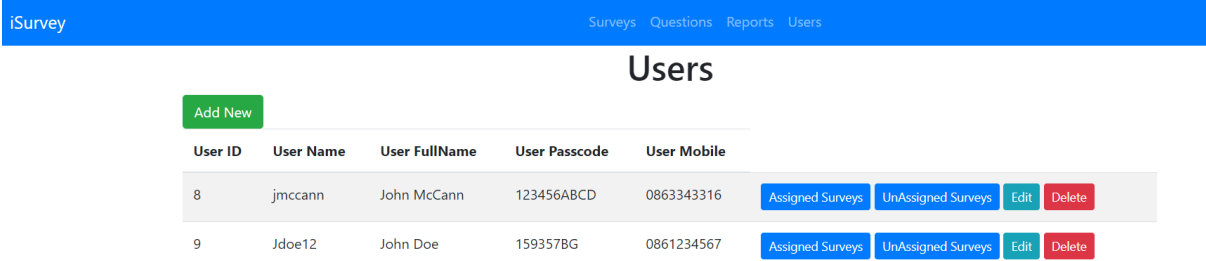 iSurvey Surveys Questions Reports Users
Users
Add New
User ID User Name User FullName User Passcode User Mobile
8 jmccann John McCann 123456ABCD 0863343316 Assigned Surveys UnAssigned Surveys Edit Delete
9 Jdoe12 John Doe 159357BG 0861234567 Assigned Surveys UnAssigned Surveys Edit Delete